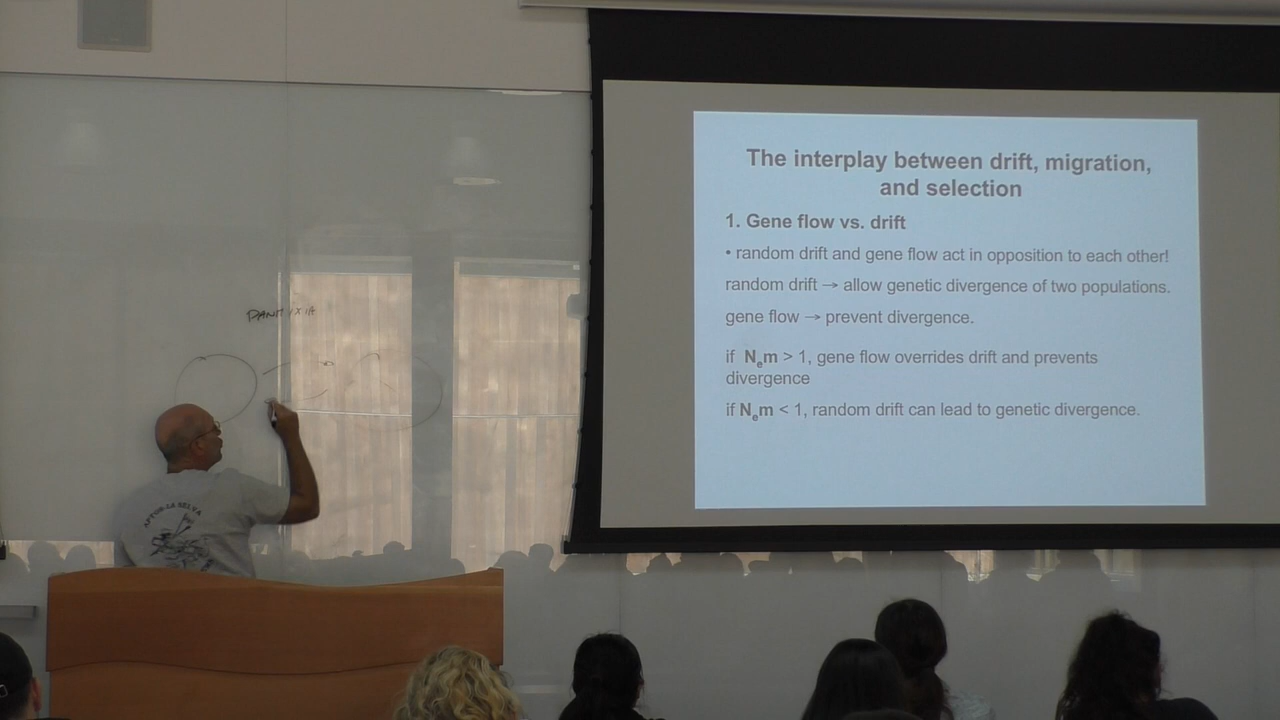 The interplay between drift, migration,
and selection
1. Gene flow vs. drift
• random drift and gene flow act in opposition to each other!
random drift → allow genetic divergence of two populations.
gene flow → prevent divergence.
if Nem > 1, gene flow overrides drift and prevents
divergence
if Nem < 1, random drift can lead to genetic divergence.
PANMIXIA